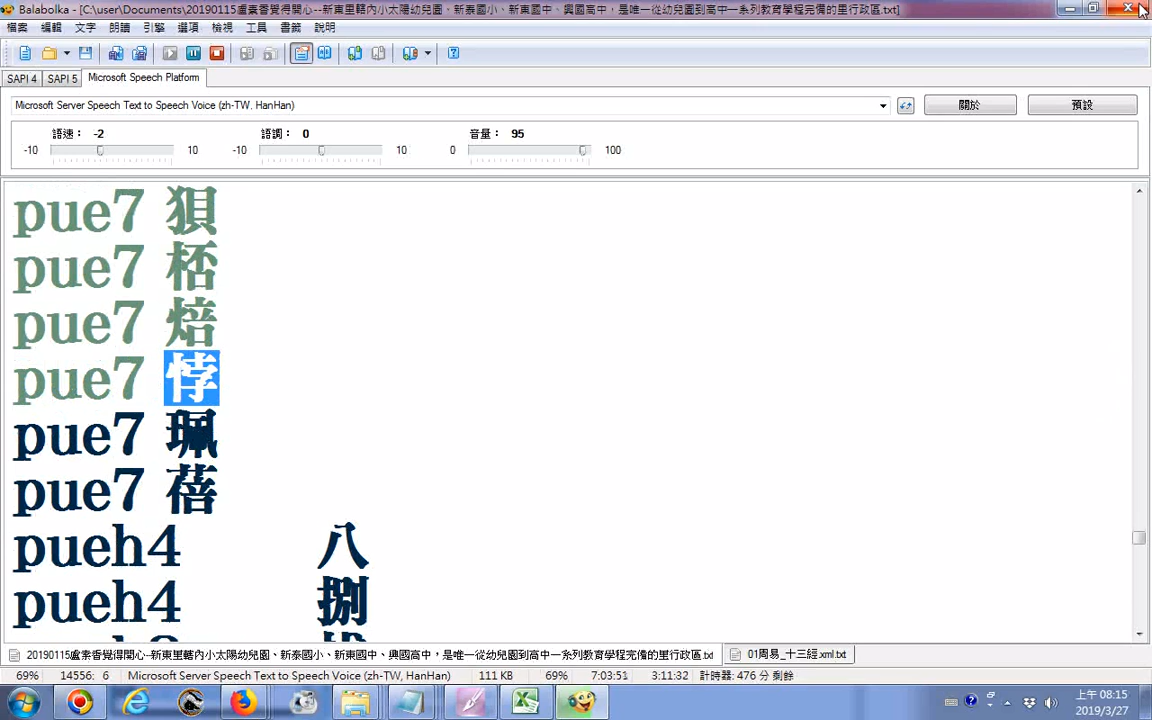 Balabolka - [C:\user\Documents\20190115盧素香覺得開心--新東里轄內小太陽幼兒園、新泰國小、新東國中、興國高中，是唯一從幼兒園到高中一系列教育學程完備的里行政區.txt]
檔案 編輯 文字 朗讀 引擎 選項 檢視 工具 書籤 說明
SAPI 4 SAPI 5 Microsoft Speech Platform
Microsoft Server Speech Text to Speech Voice (zh-TW, HanHan) 關於 預設
語速： -2 語調： 0 音量： 95
-10 10 -10 10 0 100
pue7 狽
pue7 桮
pue7 焙
pue7 悖
pue7 珮
pue7 蓓
pueh4 八
pueh4 捌
20190115盧素香覺得開心--新東里轄內小太陽幼兒園、新泰國小、新東國中、興國高中，是唯一從幼兒園到高中一系列教育學程完備的里行政區.txt 01周易_十三經.xml.txt
69% 14556: 6 Microsoft Server Speech Text to Speech Voice (zh-TW, HanHan) 111 KB 69% 7:03:51 3:11:32 計時器: 476 分 剩餘
上午 08:15
2019/3/27